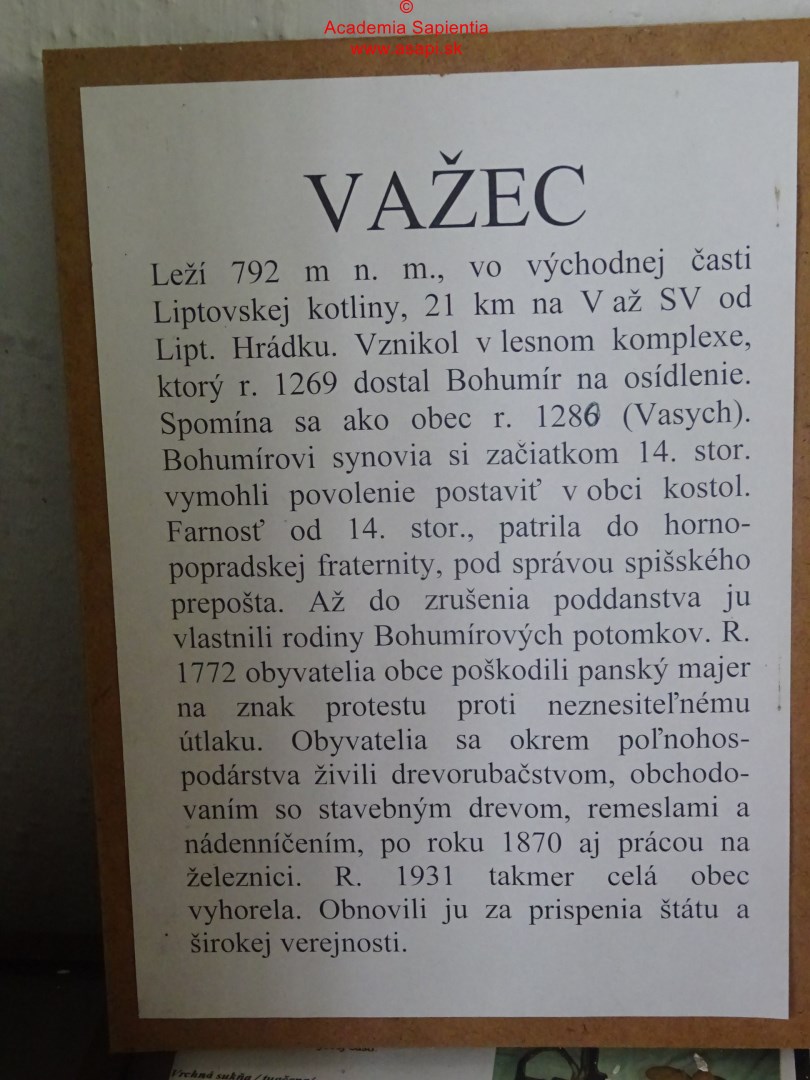 ©
Academia Sapientia
www.asapi.sk
VAŽEC
Leží 792 m n. m., vo východnej časti
Liptovskej kotliny, 21 km na V až SV od
Lipt. Hrádku. Vznikol v lesnom komplexe,
ktorý r. 1269 dostal Bohumír na osídlenie.
Spomína sa ako obec r. 1286 (Vasych).
Bohumírovi synovia si začiatkom 14. stor.
vymohli povolenie postaviť v obci kostol.
Farnosť od 14. stor., patrila do horno-
popradskej fraternity, pod správou spišského
prepošta. Až do zrušenia poddanstva ju
vlastnili rodiny Bohumírových potomkov. R.
1772 obyvatelia obce poškodili panský majer
na znak protestu proti neznesiteľnému
útlaku. Obyvatelia sa okrem poľnohos-
podárstva živili drevorubačstvom, obchodo-
vaním so stavebným drevom, remeslami a
nádenníčením, po roku 1870 aj prácou na
železnici. R. 1931 takmer celá obec
vyhorela. Obnovili ju za prispenia štátu a
širokej verejnosti.
Vrchná sukňa /